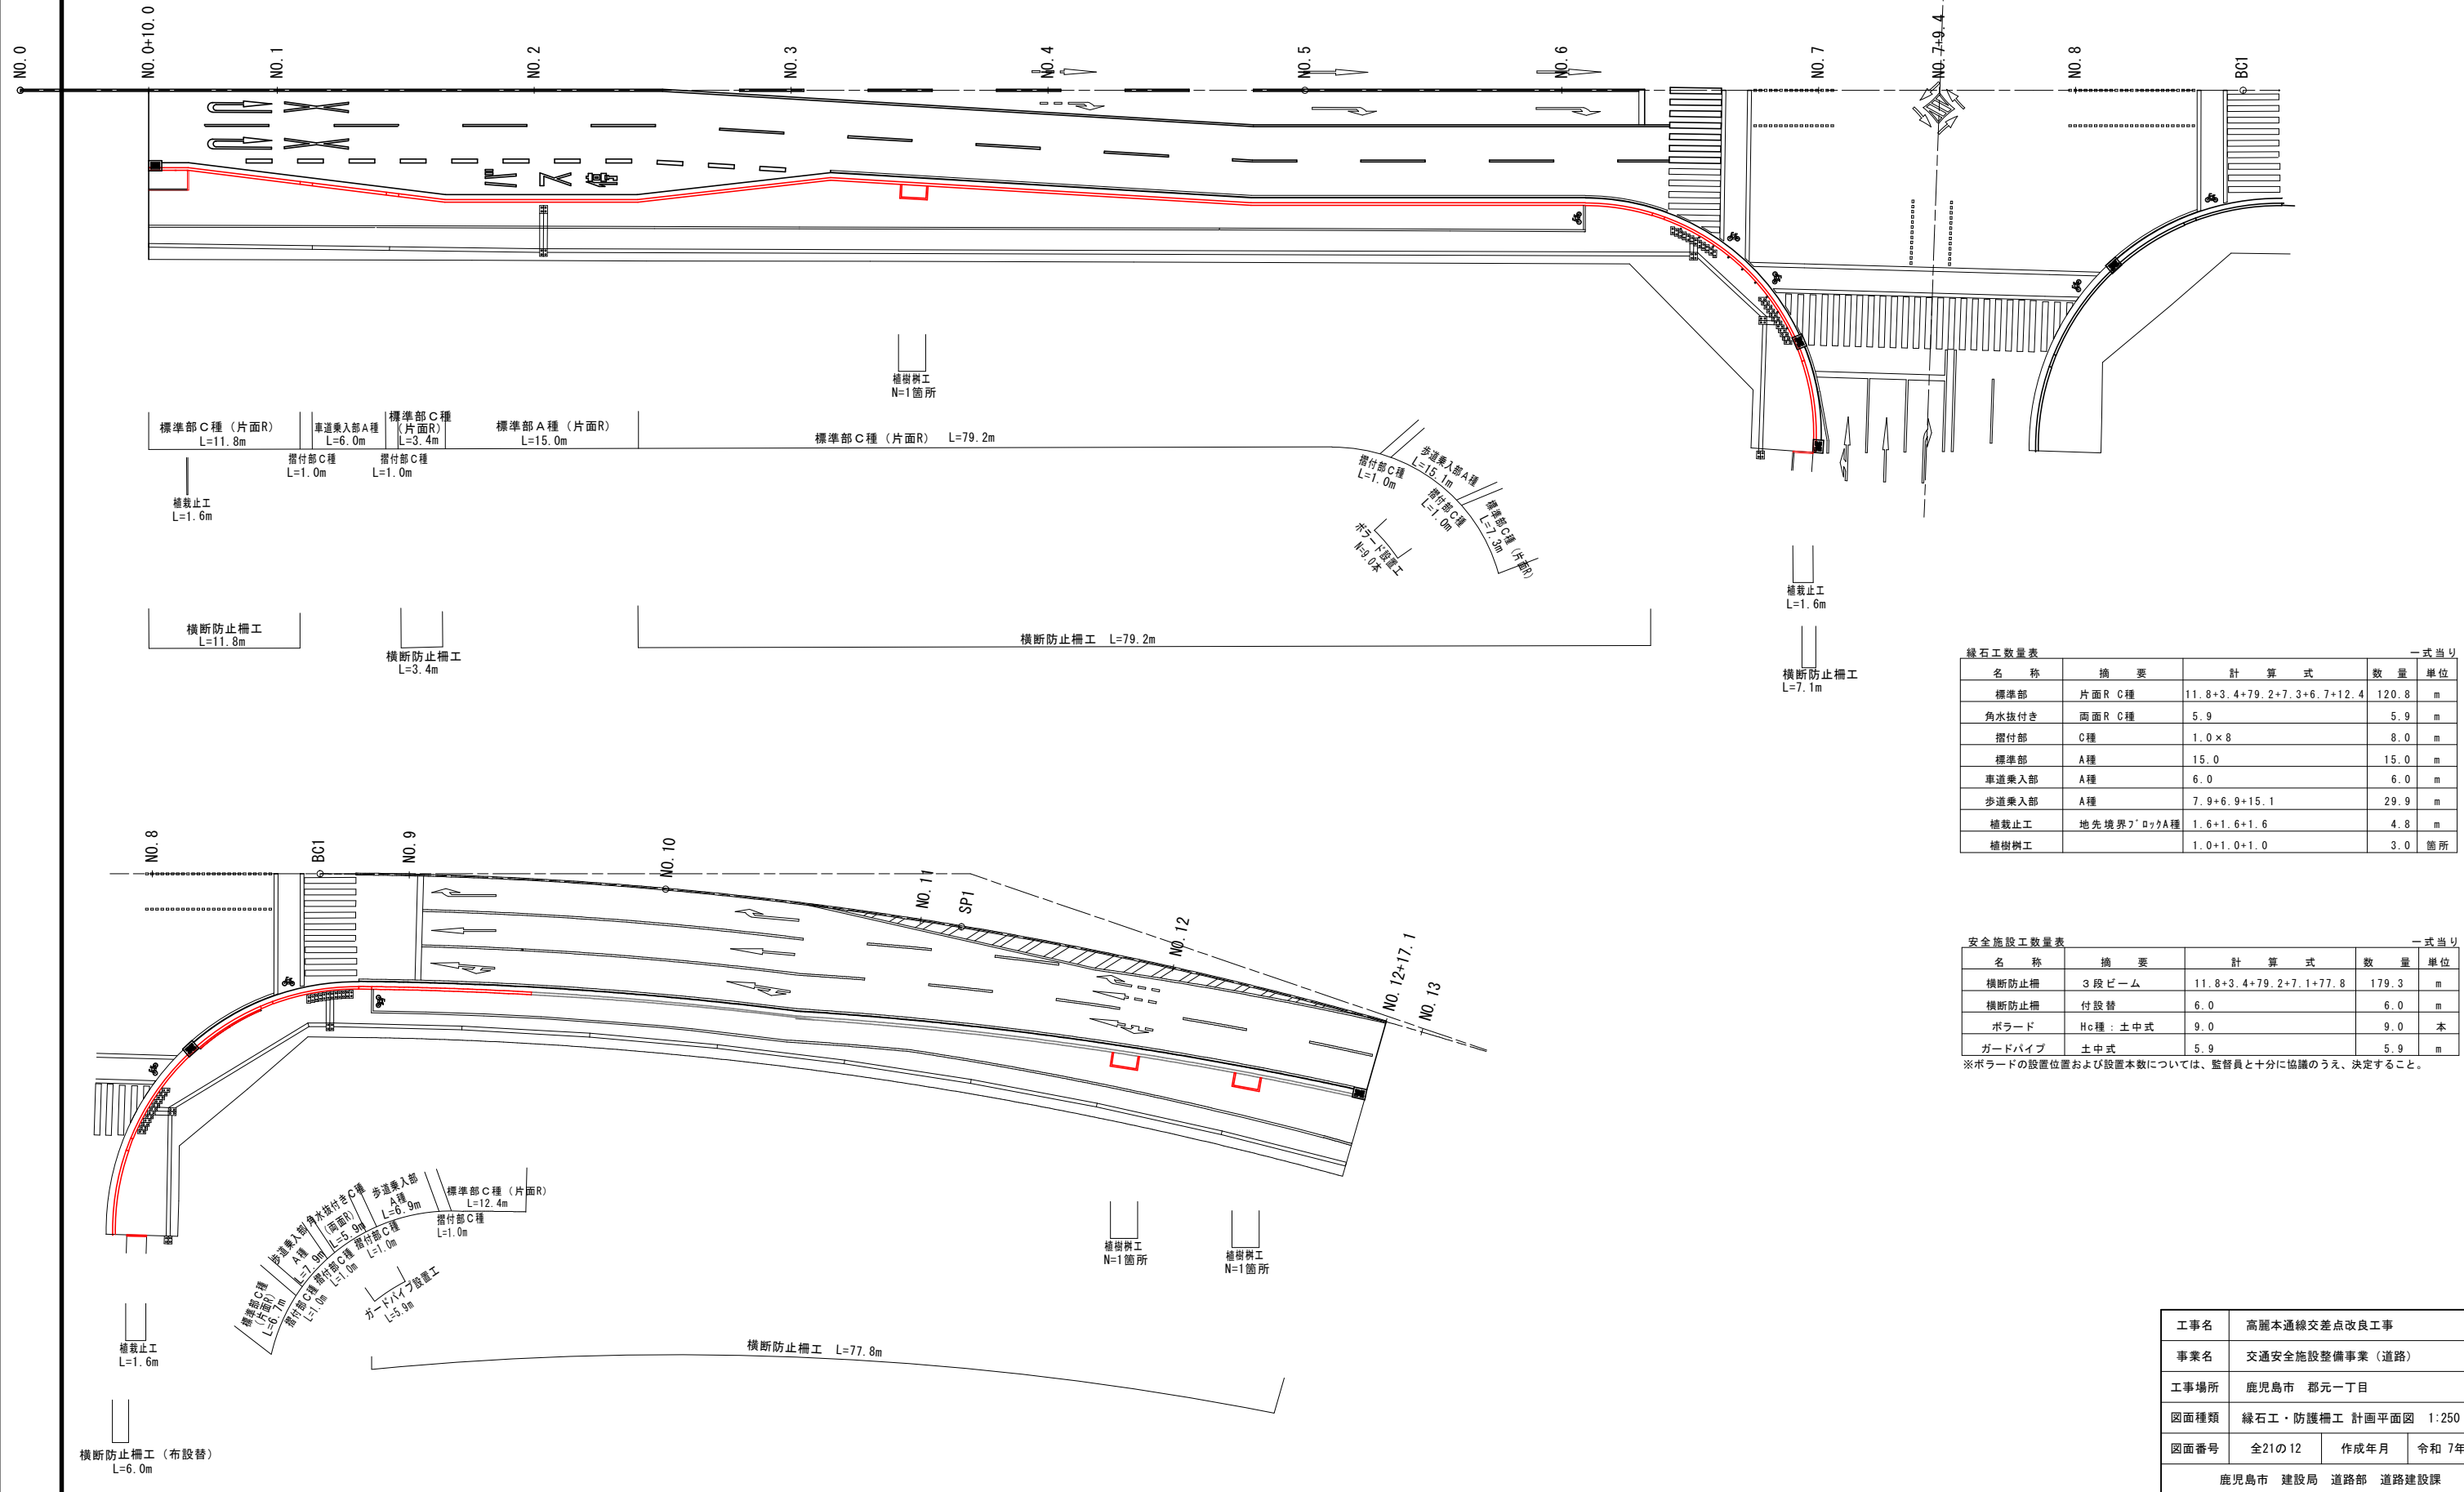 NO.0
NO.0+10.0
NO.1
NO.2
NO.3
NO.4
NO.5
NO.6
NO.7
NO.7+9.4
NO.8
BC1
植樹桝工
N=1箇所
標準部C種（片面R）
L=11.8m
車道乗入部A種
L=6.0m
標準部C種
（片面R）
L=3.4m
標準部A種（片面R）
L=15.0m
標準部C種（片面R） L=79.2m
摺付部C種
L=1.0m
摺付部C種
L=1.0m
摺付部C種
L=1.0m
歩道乗入部A種
L=15.1m
摺付部C種
L=1.0m
標準部C種（片面R）
L=7.3m
植栽止工
L=1.6m
ボラード設置工
N=9.0本
植栽止工
L=1.6m
横断防止柵工
L=11.8m
横断防止柵工
L=3.4m
横断防止柵工 L=79.2m
横断防止柵工
L=7.1m
縁石工数量表 一式当り
名 称 摘 要 計 算 式 数 量 単位
標準部 片面R C種 11.8+3.4+79.2+7.3+6.7+12.4 120.8 m
角水抜付き 両面R C種 5.9 5.9 m
摺付部 C種 1.0×8 8.0 m
標準部 A種 15.0 15.0 m
車道乗入部 A種 6.0 6.0 m
歩道乗入部 A種 7.9+6.9+15.1 29.9 m
植栽止工 地先境界ブロックA種 1.6+1.6+1.6 4.8 m
植樹桝工 1.0+1.0+1.0 3.0 箇所
NO.8
BC1
NO.9
NO.10
NO.11
SP1
NO.12
NO.12+17.1
NO.13
安全施設工数量表 一式当り
名 称 摘 要 計 算 式 数 量 単位
横断防止柵 3段ビーム 11.8+3.4+79.2+7.1+77.8 179.3 m
横断防止柵 付設替 6.0 6.0 m
ボラード Hc種：土中式 9.0 9.0 本
ガードパイプ 土中式 5.9 5.9 m
※ボラードの設置位置および設置本数については、監督員と十分に協議のうえ、決定すること。
標準部C種
（片面R）
L=6.7m
摺付部C種
L=1.0m
歩道乗入部
A種
L=7.9m
摺付部C種
L=1.0m
角水抜付きC種
（両面R）
L=5.9m
摺付部C種
L=1.0m
歩道乗入部
A種
L=6.9m
摺付部C種
L=1.0m
標準部C種（片面R）
L=12.4m
ガードパイプ設置工
L=5.9m
植樹桝工
N=1箇所
植樹桝工
N=1箇所
植栽止工
L=1.6m
横断防止柵工 L=77.8m
横断防止柵工（布設替）
L=6.0m
工事名 高麗本通線交差点改良工事
事業名 交通安全施設整備事業（道路）
工事場所 鹿児島市 郡元一丁目
図面種類 縁石工・防護柵工 計画平面図 1:250
図面番号 全21の12 作成年月 令和 7年
鹿児島市 建設局 道路部 道路建設課